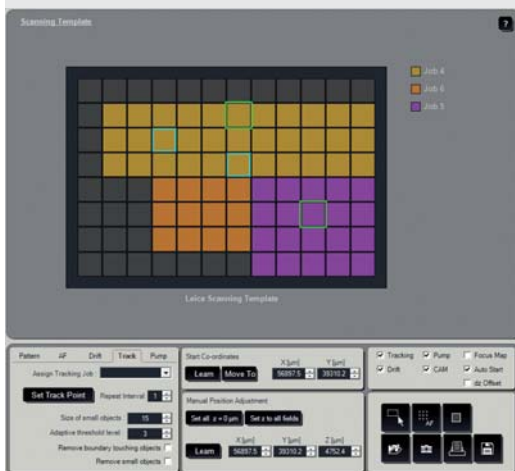 Scanning Template
?
Job 4
Job 6
Job 5
Leica Scanning Template
Pattern AF Drift Track Pump
Assign Tracking Job :
Set Track Point Repeat Interval 1
Size of small objects : 15
Adaptive threshold level : 3
Remove boundary touching objects
Remove small objects :
Start Co-ordinates
X [µm] Y [µm]
Learn Move To 56897.5 39310.2
Manual Position Adjustment
Set all z = 0 µm Set z to all fields
X [µm] Y [µm] Z [µm]
Learn 56897.5 39310.2 4752.4
Tracking Pump Focus Map
Drift CAM Auto Start
dz Offset
AF